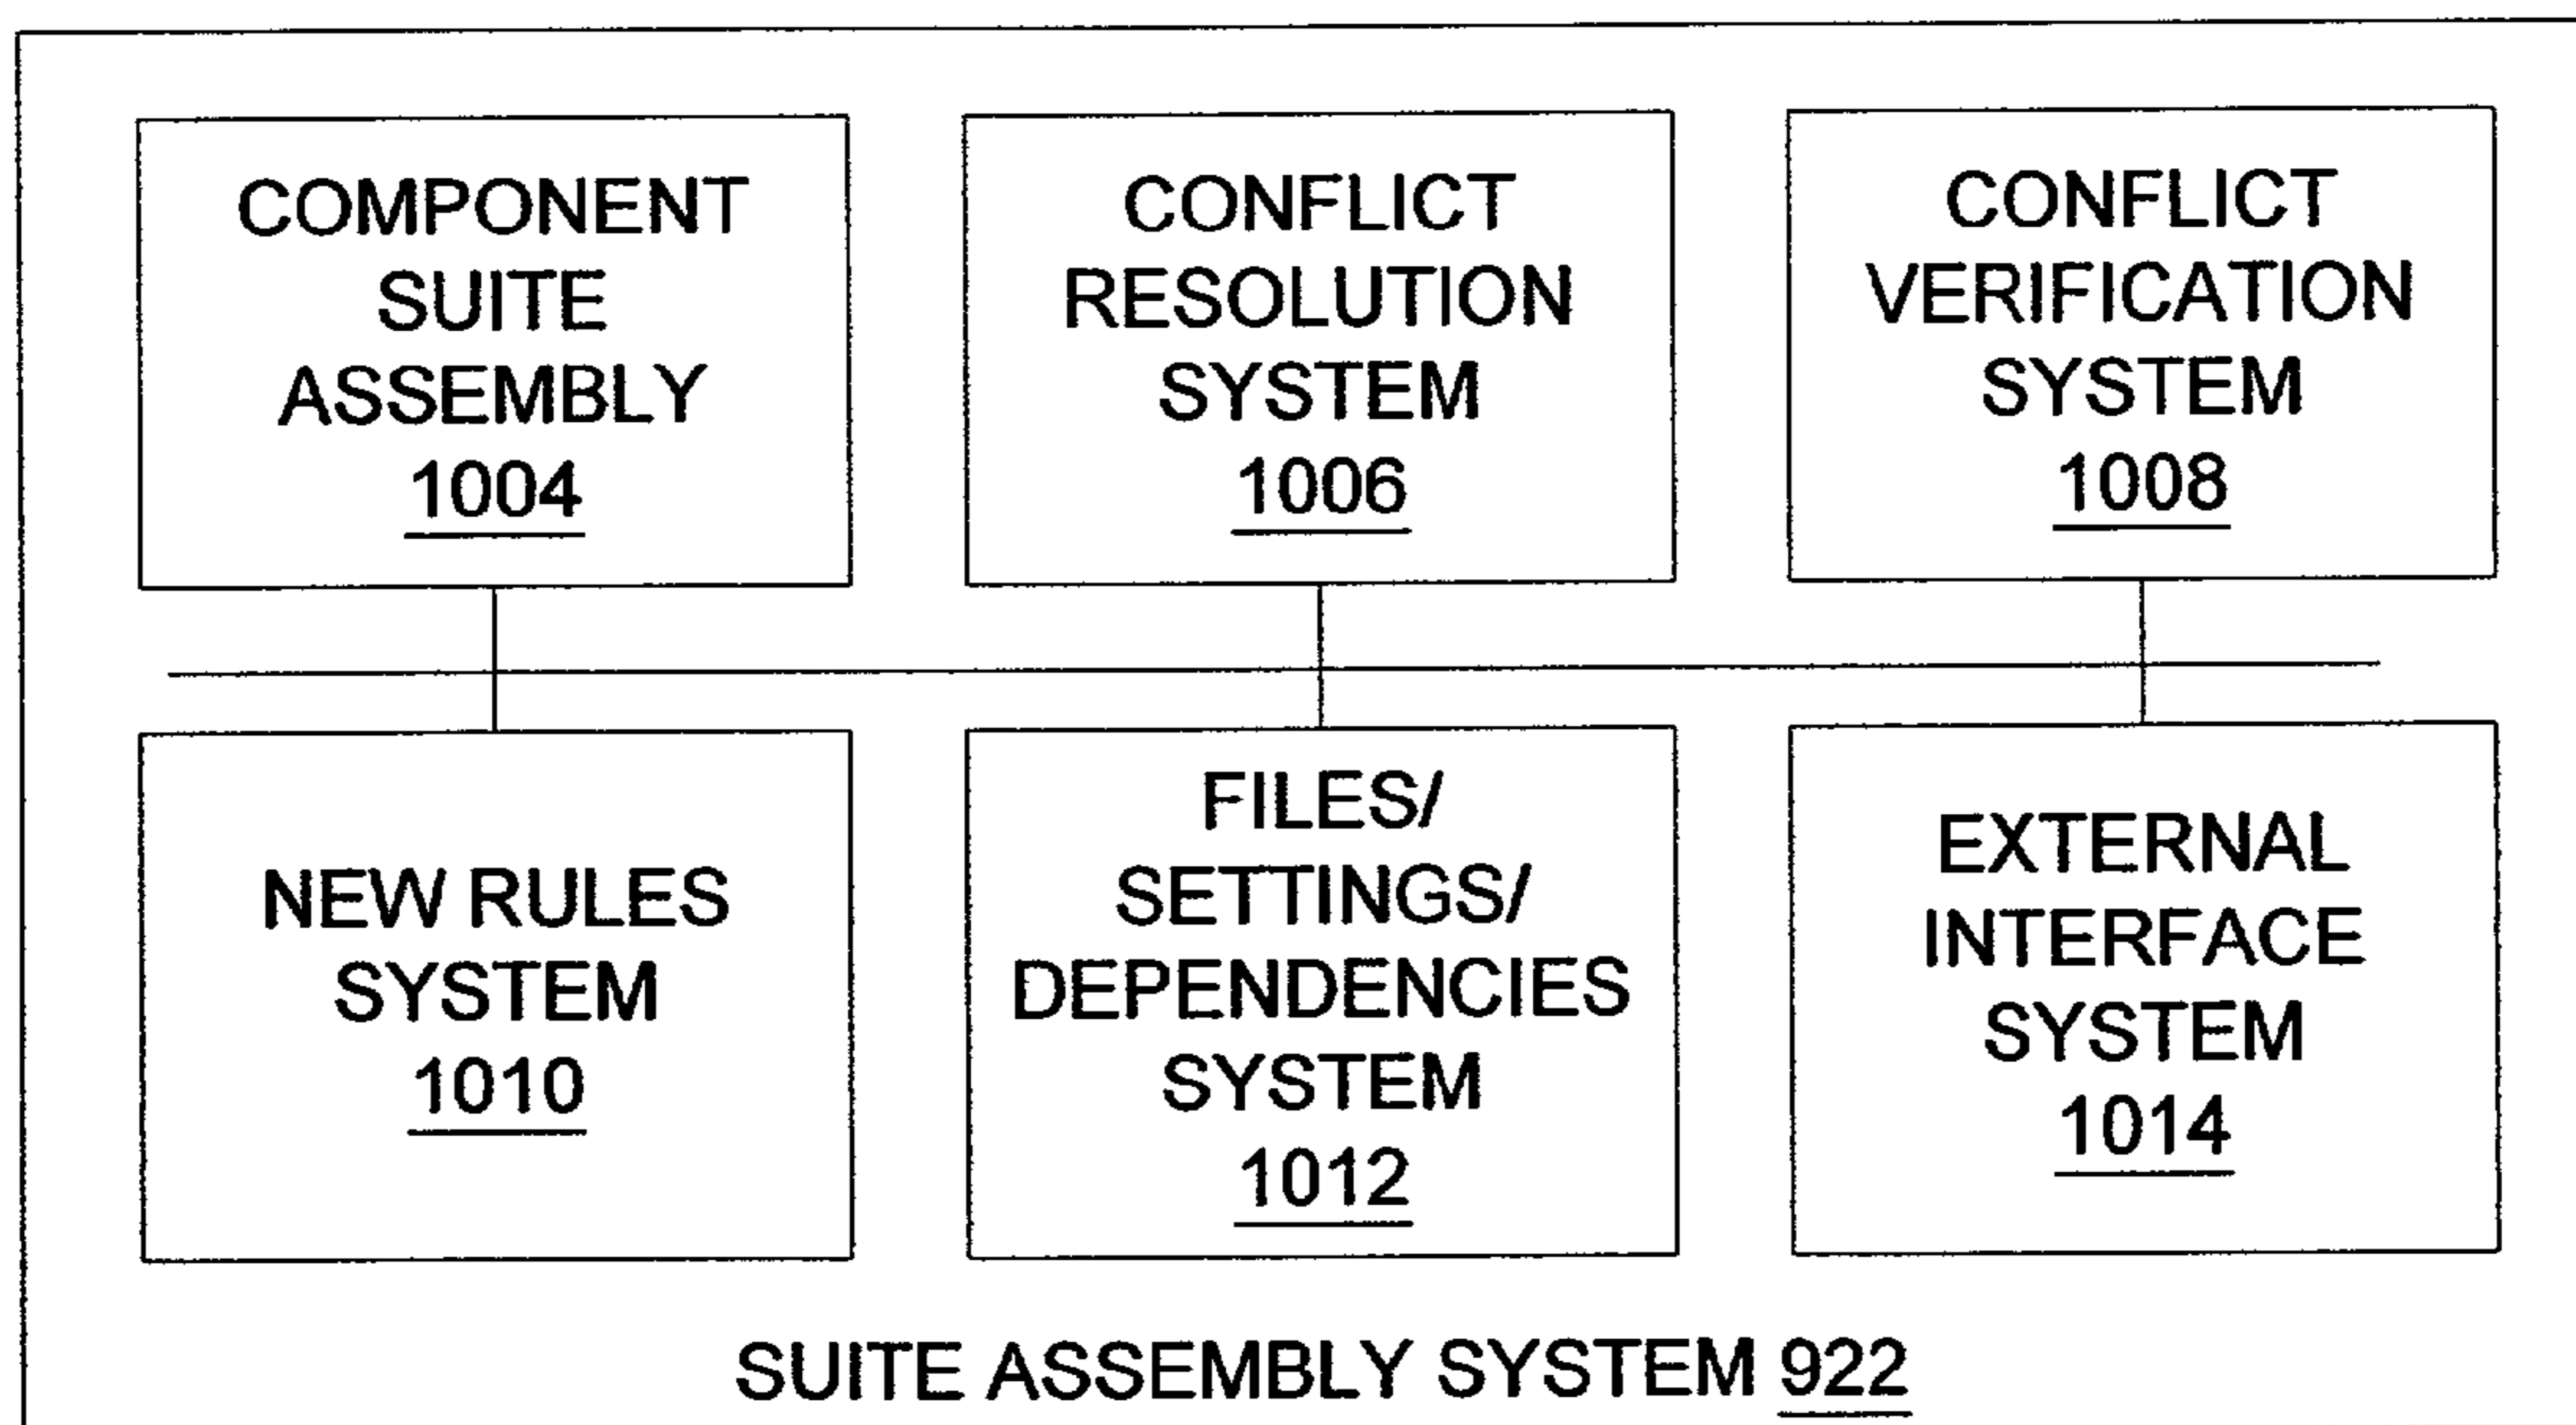 COMPONENT
SUITE
ASSEMBLY
1004
CONFLICT
RESOLUTION
SYSTEM
1006
CONFLICT
VERIFICATION
SYSTEM
1008
NEW RULES
SYSTEM
1010
FILES/
SETTINGS/
DEPENDENCIES
SYSTEM
1012
EXTERNAL
INTERFACE
SYSTEM
1014
SUITE ASSEMBLY SYSTEM 922